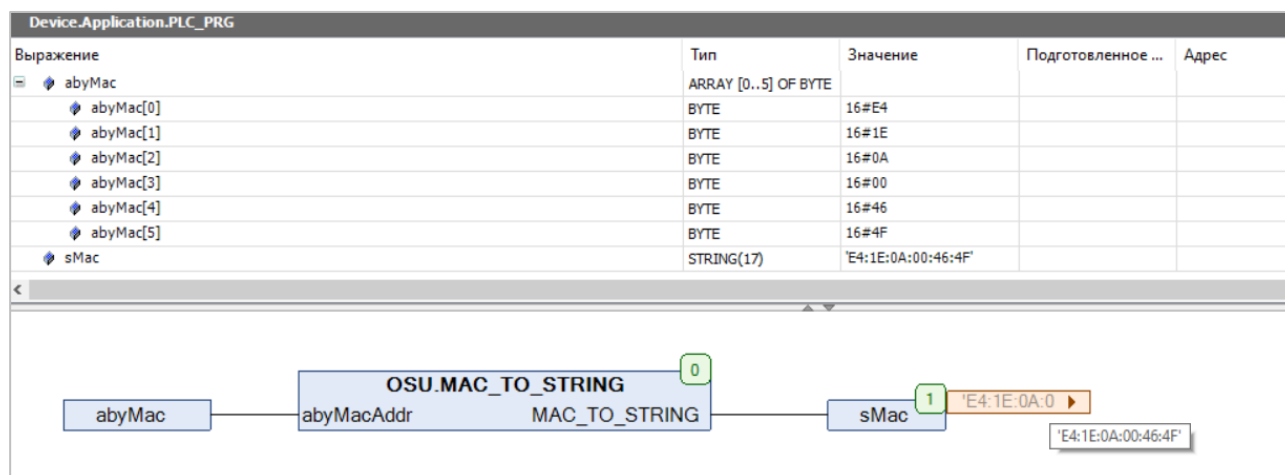 Device.Application.PLC_PRG
Выражение Тип Значение Подготовленное ... Адрес
abyMac ARRAY [0..5] OF BYTE
abyMac[0] BYTE 16#E4
abyMac[1] BYTE 16#1E
abyMac[2] BYTE 16#0A
abyMac[3] BYTE 16#00
abyMac[4] BYTE 16#46
abyMac[5] BYTE 16#4F
sMac STRING(17) 'E4:1E:0A:00:46:4F'
0
OSU.MAC_TO_STRING
abyMac abyMacAddr MAC_TO_STRING sMac 1 'E4:1E:0A:0
'E4:1E:0A:00:46:4F'